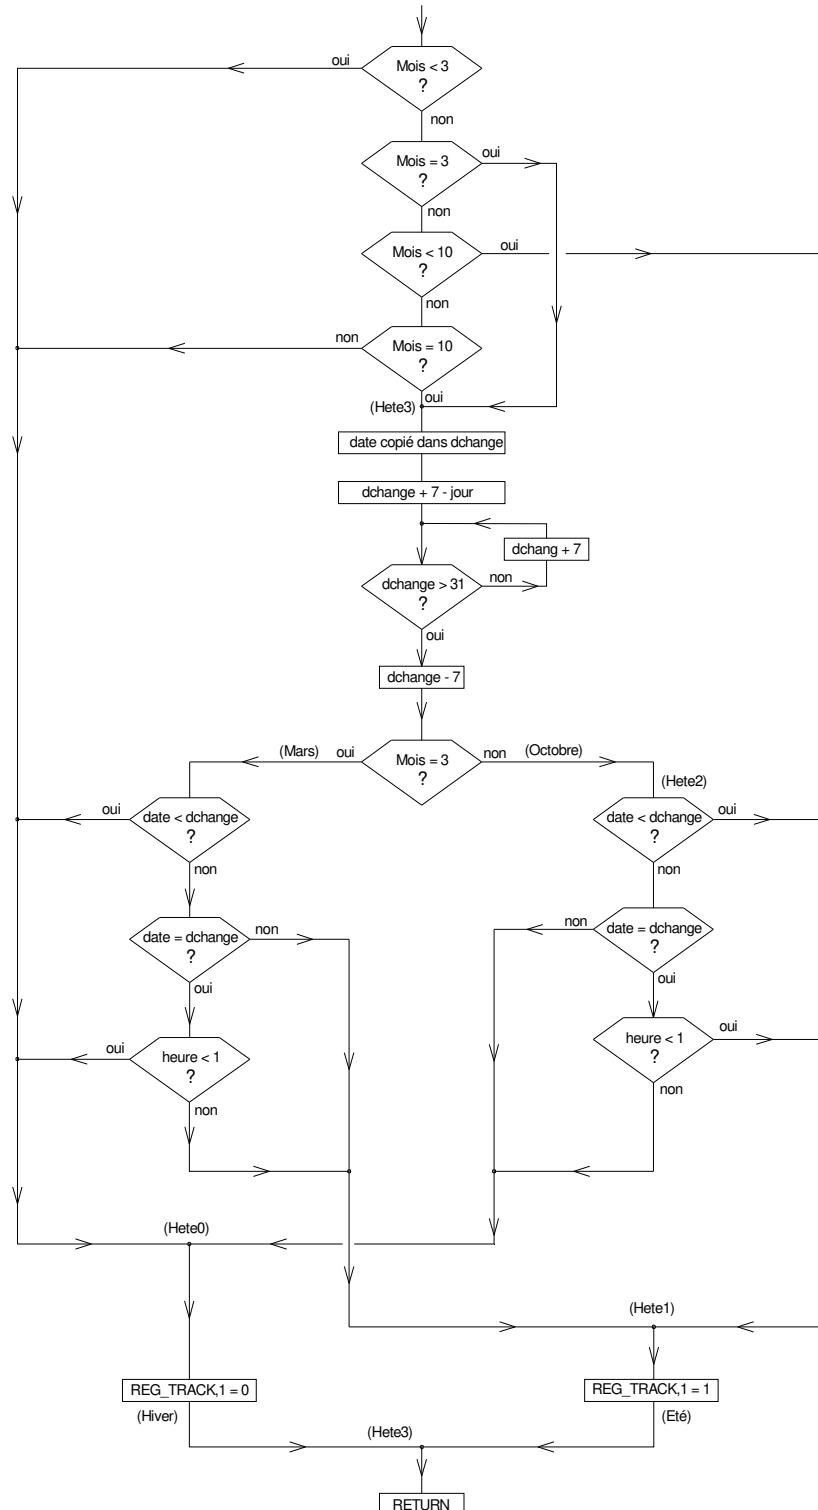 oui
Mois < 3
?
non
Mois = 3
?
oui
non
Mois < 10
?
oui
non
non
Mois = 10
?
oui
(Hete3)
date copié dans dchange
dchange + 7 - jour
dchang + 7
dchange > 31
?
non
oui
dchange - 7
(Mars)
oui
Mois = 3
?
non
(Octobre)
(Hete2)
oui
date < dchange
?
non
date < dchange
?
oui
non
date = dchange
?
non
oui
non
date = dchange
?
oui
oui
heure < 1
?
non
heure < 1
?
oui
non
(Hete0)
(Hete1)
REG_TRACK,1 = 0
(Hiver)
REG_TRACK,1 = 1
(Eté)
(Hete3)
RETURN